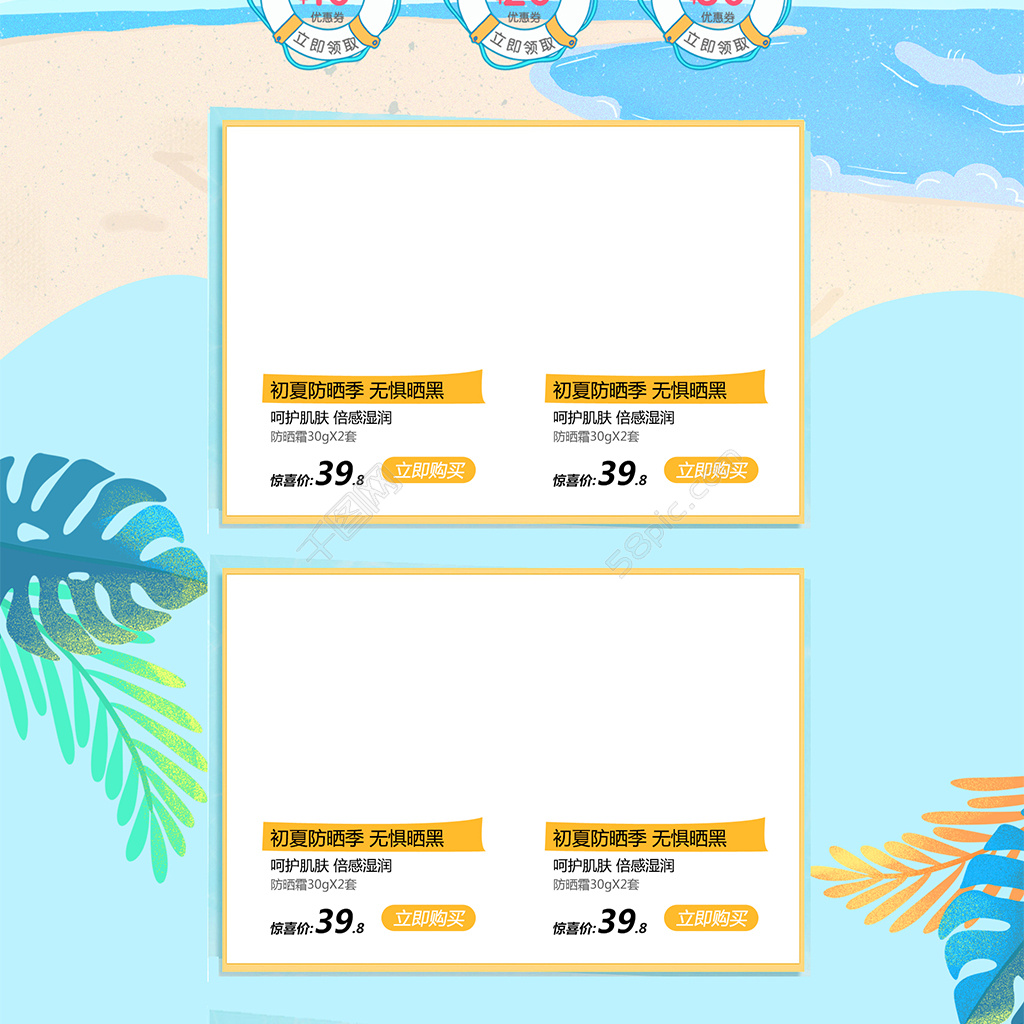 优惠券
立即领取
优惠券
立即领取
优惠券
立即领取
初夏防晒季 无惧晒黑
呵护肌肤 倍感湿润
防晒霜30gX2套
惊喜价:39.8
立即购买
初夏防晒季 无惧晒黑
呵护肌肤 倍感湿润
防晒霜30gX2套
惊喜价:39.8
立即购买
千图网
58pic.com
初夏防晒季 无惧晒黑
呵护肌肤 倍感湿润
防晒霜30gX2套
惊喜价:39.8
立即购买
初夏防晒季 无惧晒黑
呵护肌肤 倍感湿润
防晒霜30gX2套
惊喜价:39.8
立即购买